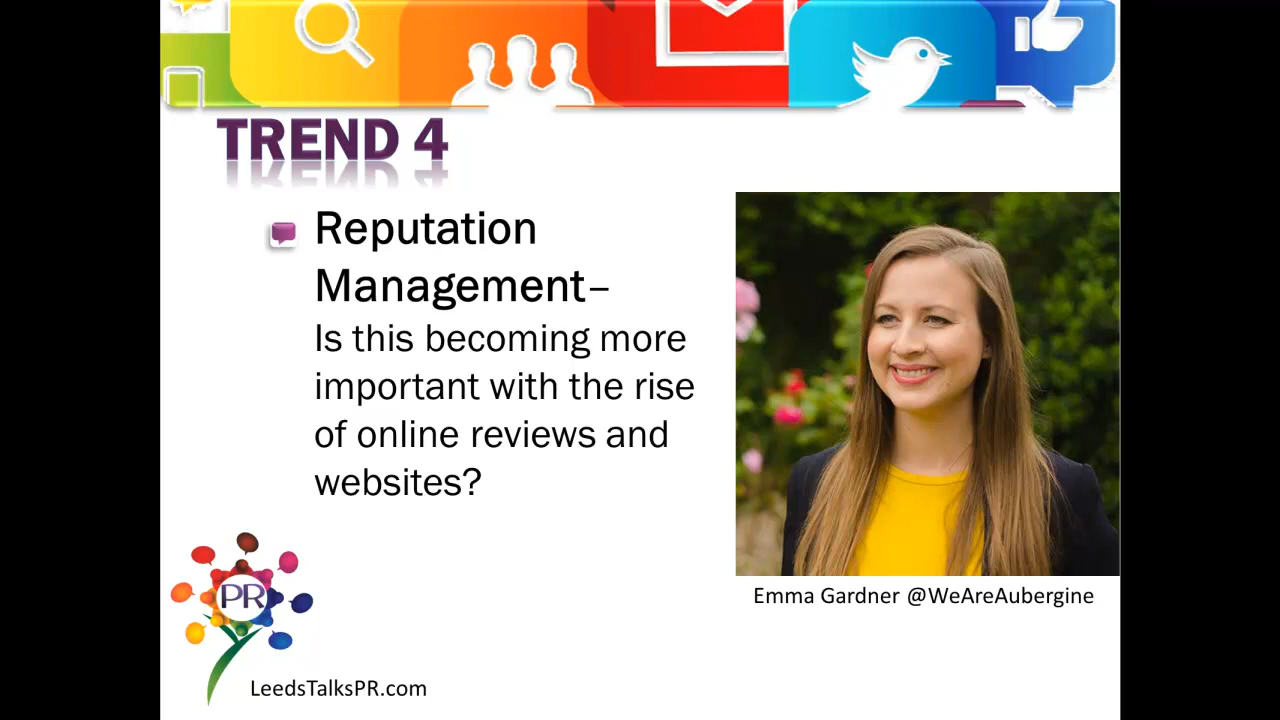 TREND 4
Reputation
Management–
Is this becoming more
important with the rise
of online reviews and
websites?
Emma Gardner @WeAreAubergine
PR
LeedsTalksPR.com